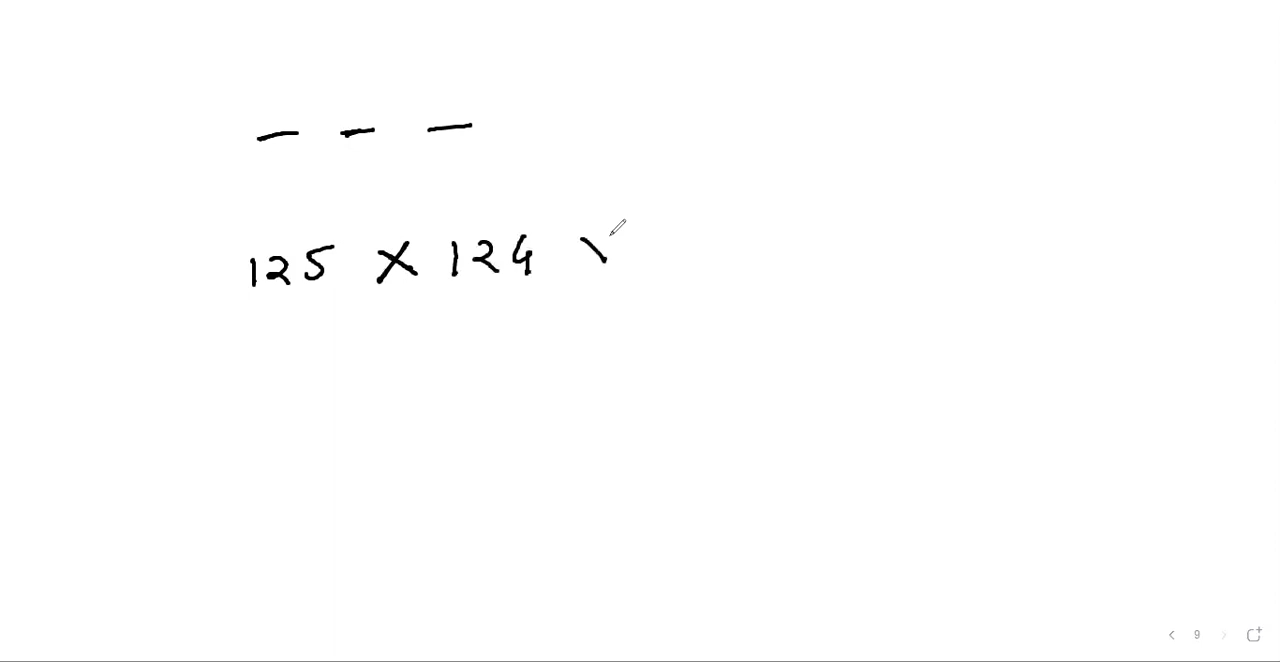 — — —
125 × 124 \
9